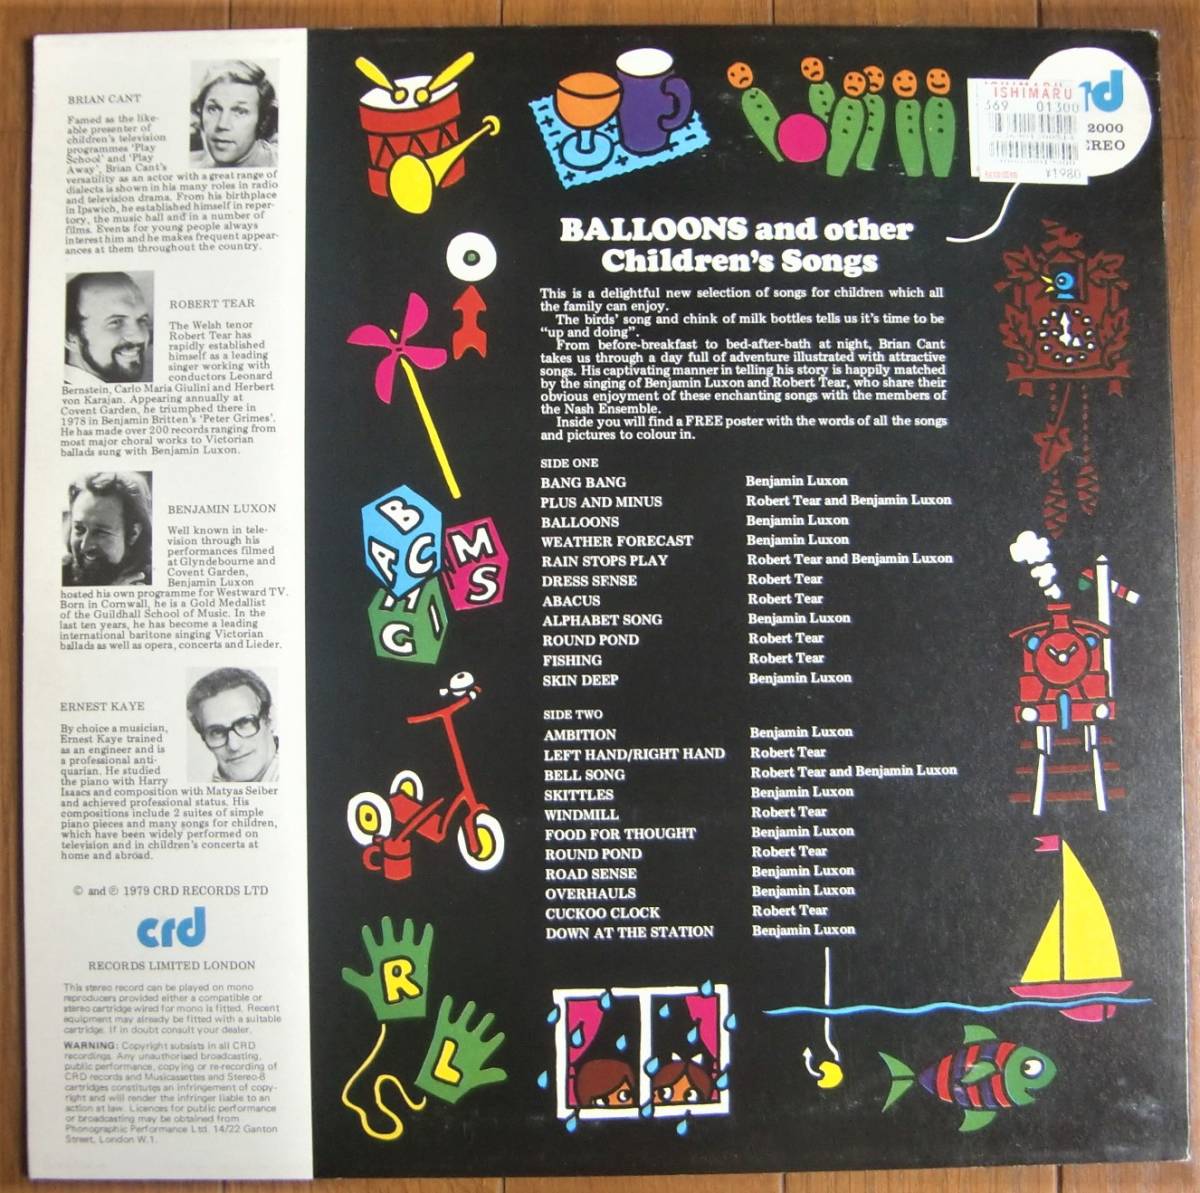 BRIAN CANT
Famed as the like-
able presenter of
children's television
programmes 'Play
School' and 'Play
Away', Brian Cant's
versatility as an actor with a great range of
dialects is shown in his many roles in radio
and television drama. From his birthplace
in Ipswich, he established himself in reper-
tory, the music hall and in a number of
films. Events for young people always
interest him and he makes frequent appear-
ances at them throughout the country.
ROBERT TEAR
The Welsh tenor
Robert Tear has
rapidly established
himself as a leading
singer working with
conductors Leonard
Bernstein, Carlo Maria Giulini and Herbert
von Karajan. Appearing annually at
Covent Garden, he triumphed there in
1978 in Benjamin Britten's 'Peter Grimes'.
He has made over 200 records ranging from
most major choral works to Victorian
ballads sung with Benjamin Luxon.
BENJAMIN LUXON
Well known in tele-
vision through his
performances filmed
at Glyndebourne and
Covent Garden,
Benjamin Luxon
hosted his own programme for Westward TV.
Born in Cornwall, he is a Gold Medallist
of the Guildhall School of Music. In the
last ten years, he has become a leading
international baritone singing Victorian
ballads as well as opera, concerts and Lieder.
ERNEST KAYE
By choice a musician,
Ernest Kaye trained
as an engineer and is
a professional anti-
quarian. He studied
the piano with Harry
Isaacs and composition with Matyas Seiber
and achieved professional status. His
compositions include 2 suites of simple
piano pieces and many songs for children,
which have been widely performed on
television and in children's concerts at
home and abroad.
© and ℗ 1979 CRD RECORDS LTD
crd
RECORDS LIMITED LONDON
This stereo record can be played on mono
reproducers provided either a compatible or
stereo cartridge wired for mono is fitted. Recent
equipment may already be fitted with a suitable
cartridge. If in doubt consult your dealer.
WARNING: Copyright subsists in all CRD
recordings. Any unauthorised broadcasting,
public performance, copying or re-recording of
CRD records and Musicassettes and Stereo-8
cartridges constitutes an infringement of copy-
right and will render the infringer liable to an
action at law. Licences for public performance
or broadcasting may be obtained from
Phonographic Performance Ltd. 14/22 Ganton
Street, London W.1.
ISHIMARU
369 01300
¥1980
rd
2000
REO
BALLOONS and other
Children's Songs
This is a delightful new selection of songs for children which all
the family can enjoy.
The birds' song and chink of milk bottles tells us it's time to be
"up and doing".
From before-breakfast to bed-after-bath at night, Brian Cant
takes us through a day full of adventure illustrated with attractive
songs. His captivating manner in telling his story is happily matched
by the singing of Benjamin Luxon and Robert Tear, who share their
obvious enjoyment of these enchanting songs with the members of
the Nash Ensemble.
Inside you will find a FREE poster with the words of all the songs
and pictures to colour in.
SIDE ONE
BANG BANG Benjamin Luxon
PLUS AND MINUS Robert Tear and Benjamin Luxon
BALLOONS Benjamin Luxon
WEATHER FORECAST Benjamin Luxon
RAIN STOPS PLAY Robert Tear and Benjamin Luxon
DRESS SENSE Robert Tear
ABACUS Robert Tear
ALPHABET SONG Benjamin Luxon
ROUND POND Robert Tear
FISHING Robert Tear
SKIN DEEP Benjamin Luxon
SIDE TWO
AMBITION Benjamin Luxon
LEFT HAND/RIGHT HAND Robert Tear
BELL SONG Robert Tear and Benjamin Luxon
SKITTLES Benjamin Luxon
WINDMILL Robert Tear
FOOD FOR THOUGHT Benjamin Luxon
ROUND POND Robert Tear
ROAD SENSE Benjamin Luxon
OVERHAULS Benjamin Luxon
CUCKOO CLOCK Robert Tear
DOWN AT THE STATION Benjamin Luxon
B
A C
M
S
G
R
L